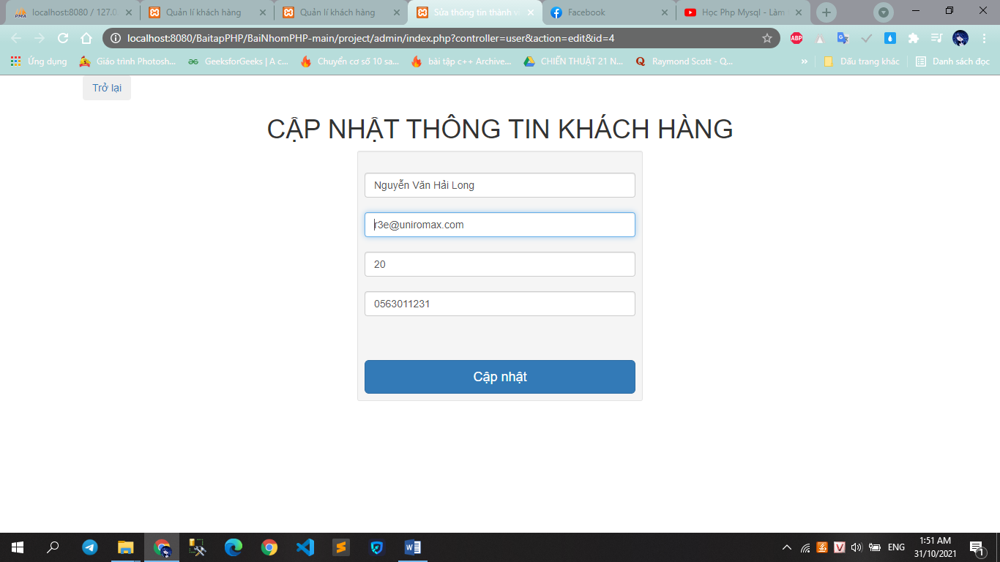 localhost:8080 / 127.0.
Quản lí khách hàng
Quản lí khách hàng
Sửa thông tin thành v
Facebook
Học Php Mysql - Làm
localhost:8080/BaitapPHP/BaiNhomPHP-main/project/admin/index.php?controller=user&action=edit&id=4
ABP
Ứng dụng
Giáo trình Photosh...
GeeksforGeeks | A c...
Chuyển cơ số 10 sa...
bài tập c++ Archive...
CHIẾN THUẬT 21 N...
Raymond Scott - Q...
»
Dấu trang khác
Danh sách đọc
Trở lại
CẬP NHẬT THÔNG TIN KHÁCH HÀNG
Nguyễn Văn Hải Long
r3e@uniromax.com
20
0563011231
Cập nhật
ENG
1:51 AM
31/10/2021
1